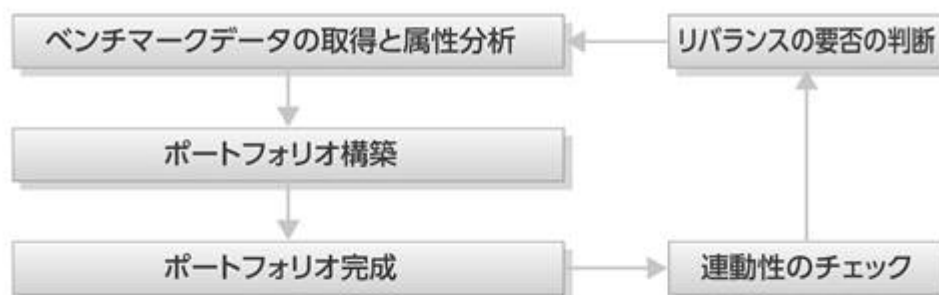 ベンチマークデータの取得と属性分析
リバランスの要否の判断
ポートフォリオ構築
ポートフォリオ完成
連動性のチェック